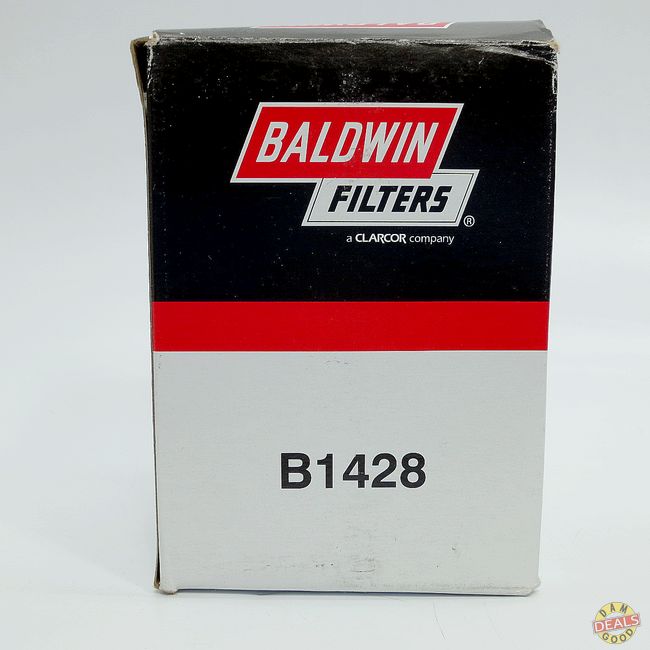 BALDWIN
FILTERS®
a CLARCOR company
B1428
DAM
DEALS
GOOD